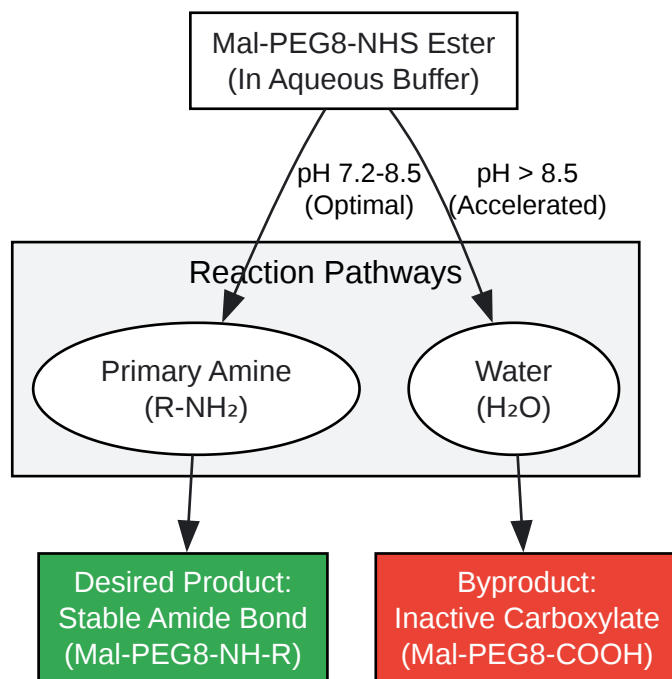 Mal-PEG8-NHS Ester
(In Aqueous Buffer)
pH 7.2-8.5
(Optimal)
pH > 8.5
(Accelerated)
Reaction Pathways
Primary Amine
(R-NH₂)
Water
(H₂O)
Desired Product:
Stable Amide Bond
(Mal-PEG8-NH-R)
Byproduct:
Inactive Carboxylate
(Mal-PEG8-COOH)